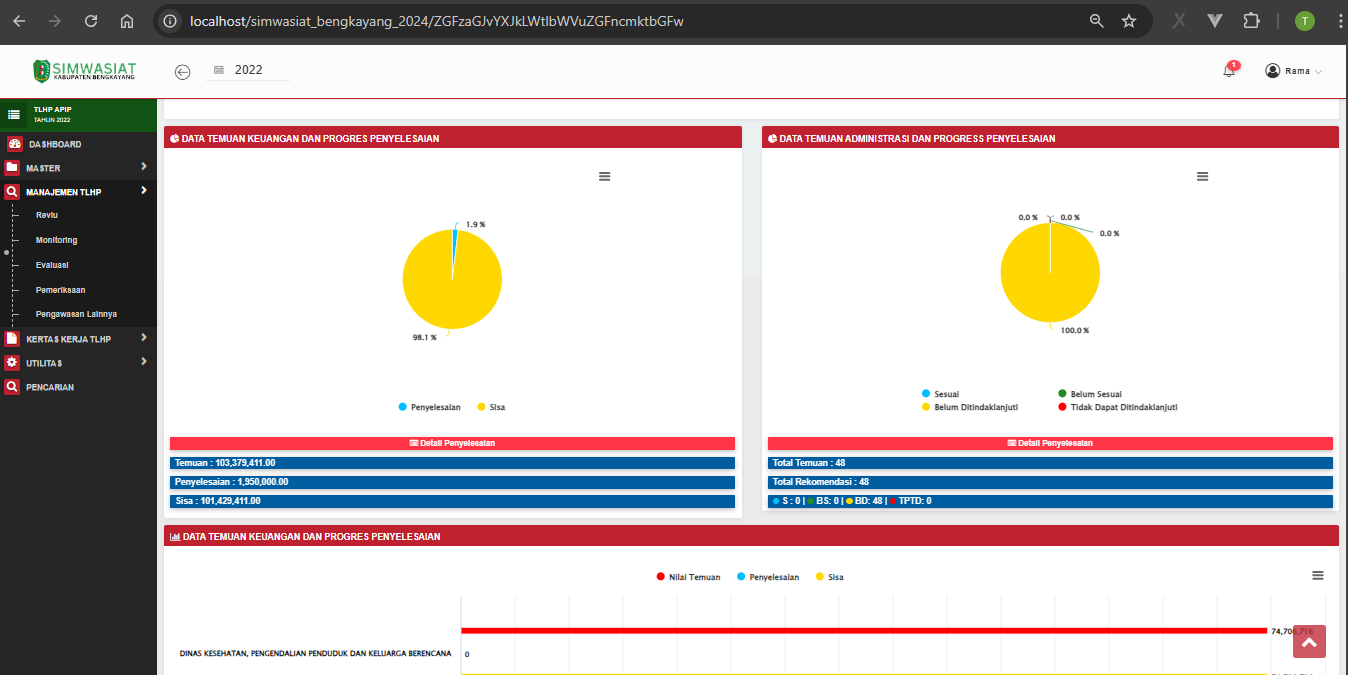 localhost/simwasiat_bengkayang_2024/ZGFzaGJvYXJkLWtlbWVuZGFncmktbGFw
T
SIMWASIAT
KABUPATEN BENGKAYANG
2022
1
Rama
TLHP APIP
TAHUN 2022
DASHBOARD
MASTER
MANAJEMEN TLHP
Reviu
Monitoring
Evaluasi
Pemeriksaan
Pengawasan Lainnya
KERTAS KERJA TLHP
UTILITAS
PENCARIAN
DATA TEMUAN KEUANGAN DAN PROGRES PENYELESAIAN
1.9 %
98.1 %
Penyelesaian Sisa
Detail Penyelesaian
Temuan : 103,379,411.00
Penyelesaian : 1,950,000.00
Sisa : 101,429,411.00
DATA TEMUAN ADMINISTRASI DAN PROGRESS PENYELESAIAN
0.0 % 0.0 %
0.0 %
100.0 %
Sesuai Belum Sesuai
Belum Ditindaklanjuti Tidak Dapat Ditindaklanjuti
Detail Penyelesaian
Total Temuan : 48
Total Rekomendasi : 48
S : 0 | BS: 0 | BD: 48 | TPTD: 0
DATA TEMUAN KEUANGAN DAN PROGRES PENYELESAIAN
Nilai Temuan Penyelesaian Sisa
74,706,716
DINAS KESEHATAN, PENGENDALIAN PENDUDUK DAN KELUARGA BERENCANA 0